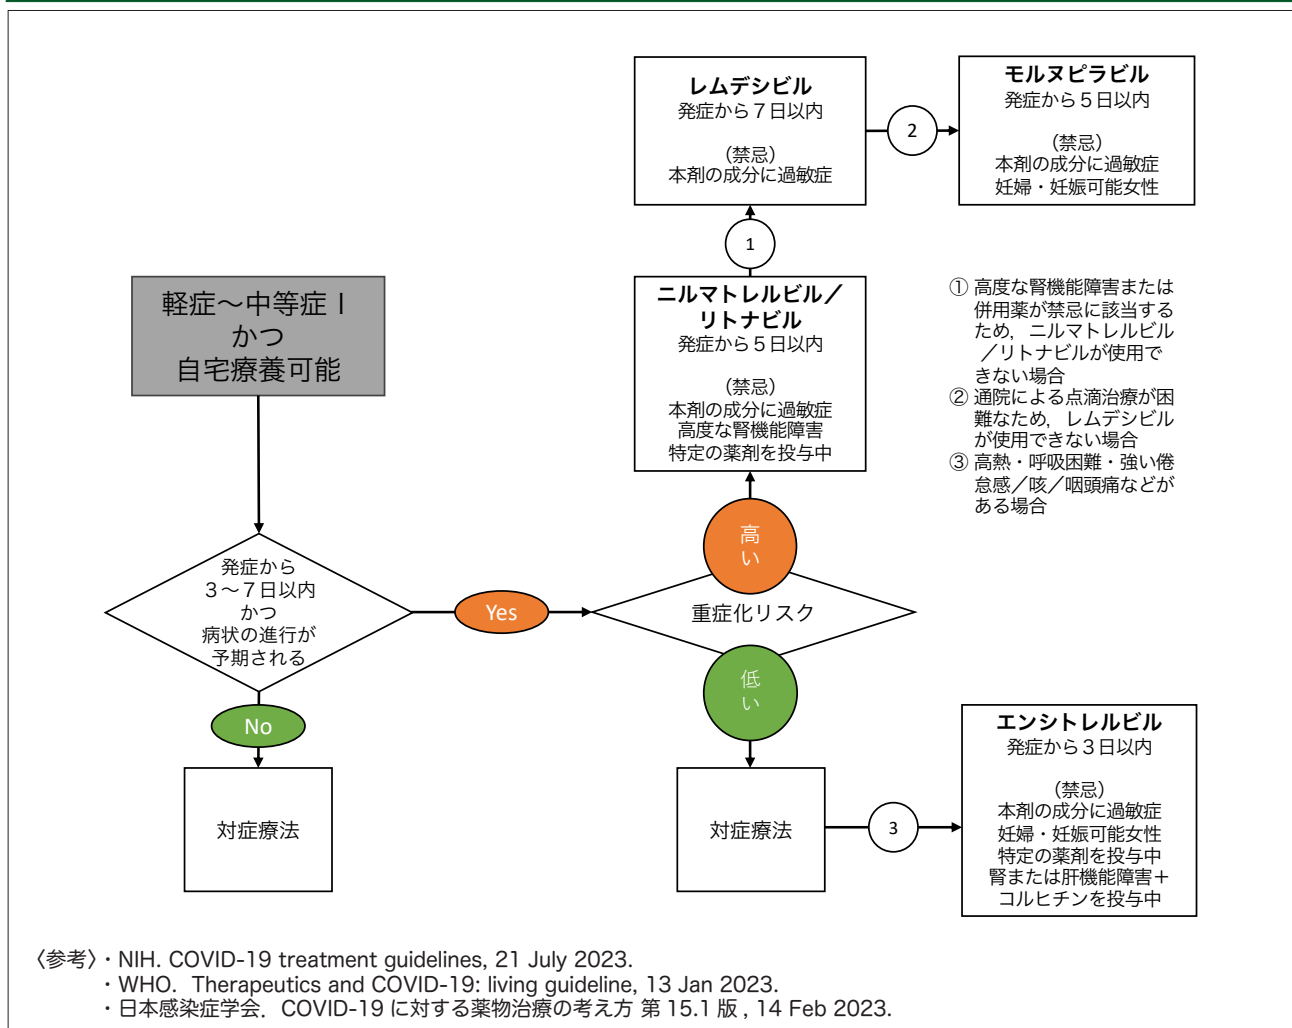 レムデシビル
発症から７日以内
（禁忌）
本剤の成分に過敏症
2
モルヌピラビル
発症から５日以内
（禁忌）
本剤の成分に過敏症
妊婦・妊娠可能女性
1
軽症～中等症Ⅰ
かつ
自宅療養可能
ニルマトレルビル／
リトナビル
発症から５日以内
（禁忌）
本剤の成分に過敏症
高度な腎機能障害
特定の薬剤を投与中
① 高度な腎機能障害または
併用薬が禁忌に該当する
ため，ニルマトレルビル
／リトナビルが使用で
きない場合
② 通院による点滴治療が困
難なため，レムデシビル
が使用できない場合
③ 高熱・呼吸困難・強い倦
怠感／咳／咽頭痛などが
ある場合
高
い
発症から
３～７日以内
かつ
病状の進行が
予期される
Yes
重症化リスク
低
い
No
対症療法
対症療法
3
エンシトレルビル
発症から３日以内
（禁忌）
本剤の成分に過敏症
妊婦・妊娠可能女性
特定の薬剤を投与中
腎または肝機能障害＋
コルヒチンを投与中
〈参考〉・NIH. COVID-19 treatment guidelines, 21 July 2023.
・WHO. Therapeutics and COVID-19: living guideline, 13 Jan 2023.
・日本感染症学会．COVID-19 に対する薬物治療の考え方 第 15.1 版 , 14 Feb 2023.